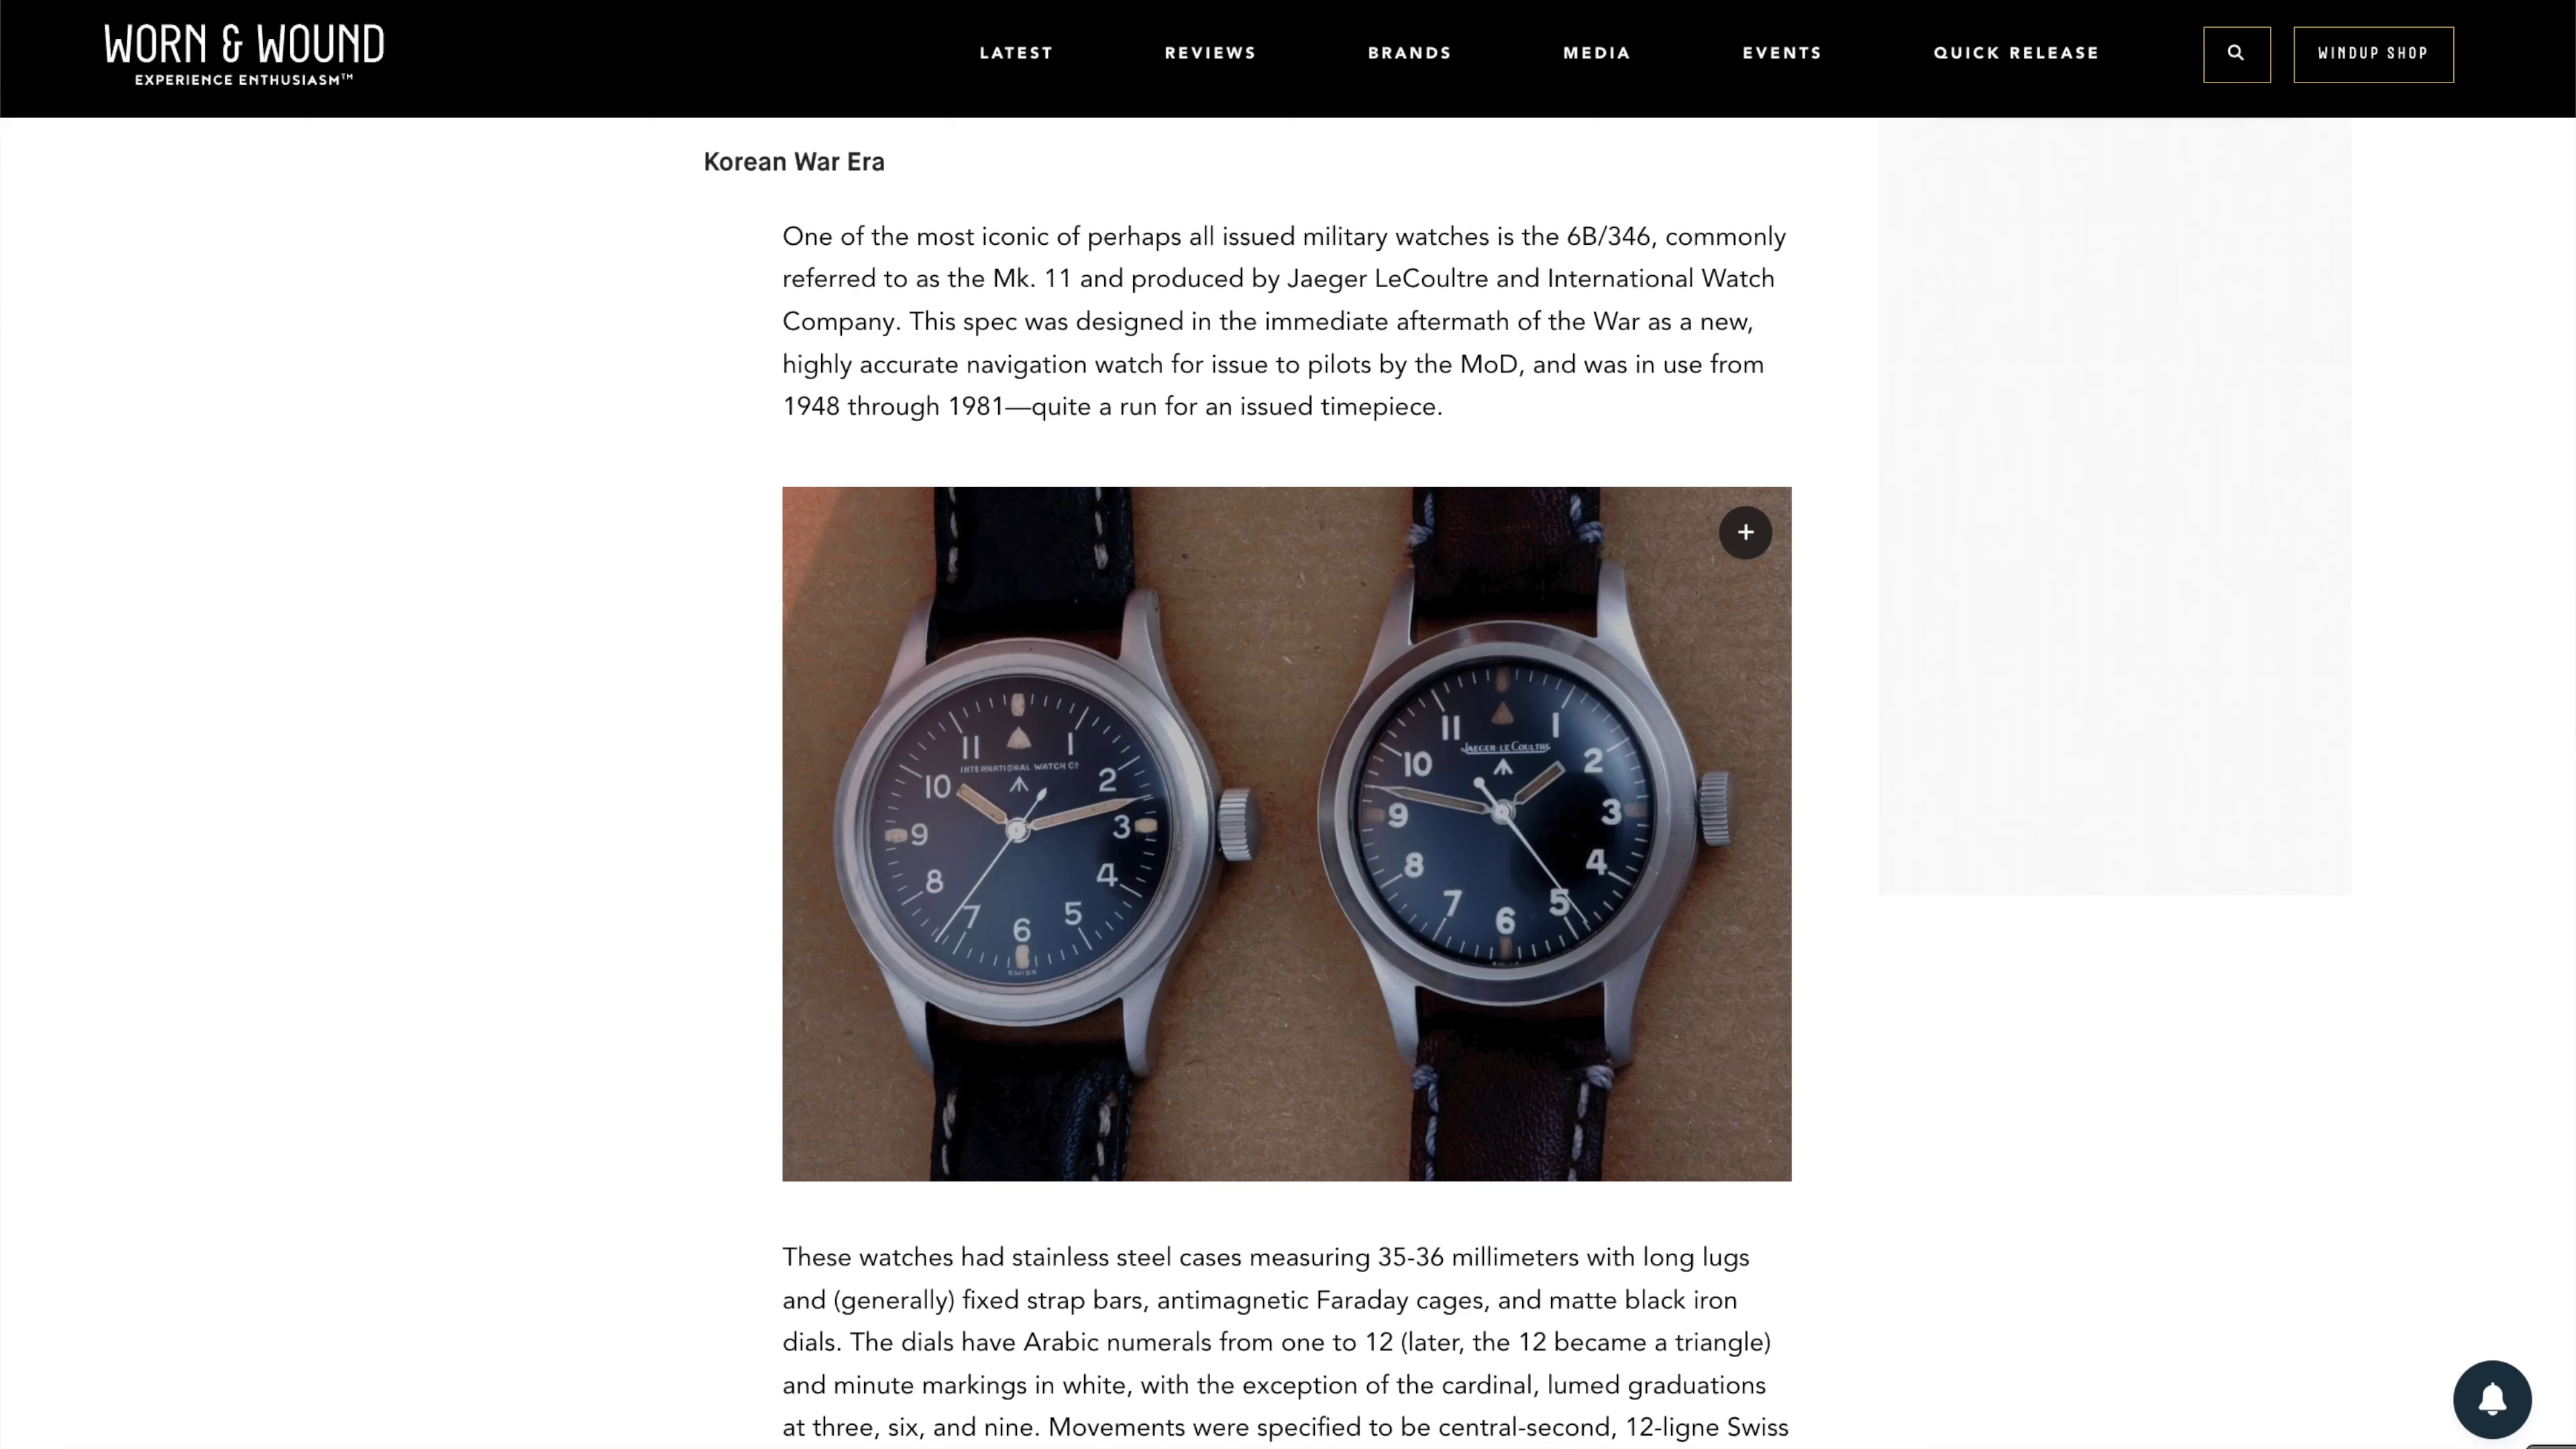 WORN & WOUND
EXPERIENCE ENTHUSIASM™
LATEST
REVIEWS
BRANDS
MEDIA
EVENTS
QUICK RELEASE
WINDUP SHOP
Korean War Era
One of the most iconic of perhaps all issued military watches is the 6B/346, commonly
referred to as the Mk. 11 and produced by Jaeger LeCoultre and International Watch
Company. This spec was designed in the immediate aftermath of the War as a new,
highly accurate navigation watch for issue to pilots by the MoD, and was in use from
1948 through 1981—quite a run for an issued timepiece.
11 1
INTERNATIONAL WATCH Cº
10 2
9 3
8 4
7 5
6
SWISS
11 1
JAEGER-LECOULTRE
10 2
9 3
8 4
7 5
6
These watches had stainless steel cases measuring 35-36 millimeters with long lugs
and (generally) fixed strap bars, antimagnetic Faraday cages, and matte black iron
dials. The dials have Arabic numerals from one to 12 (later, the 12 became a triangle)
and minute markings in white, with the exception of the cardinal, lumed graduations
at three, six, and nine. Movements were specified to be central-second, 12-ligne Swiss